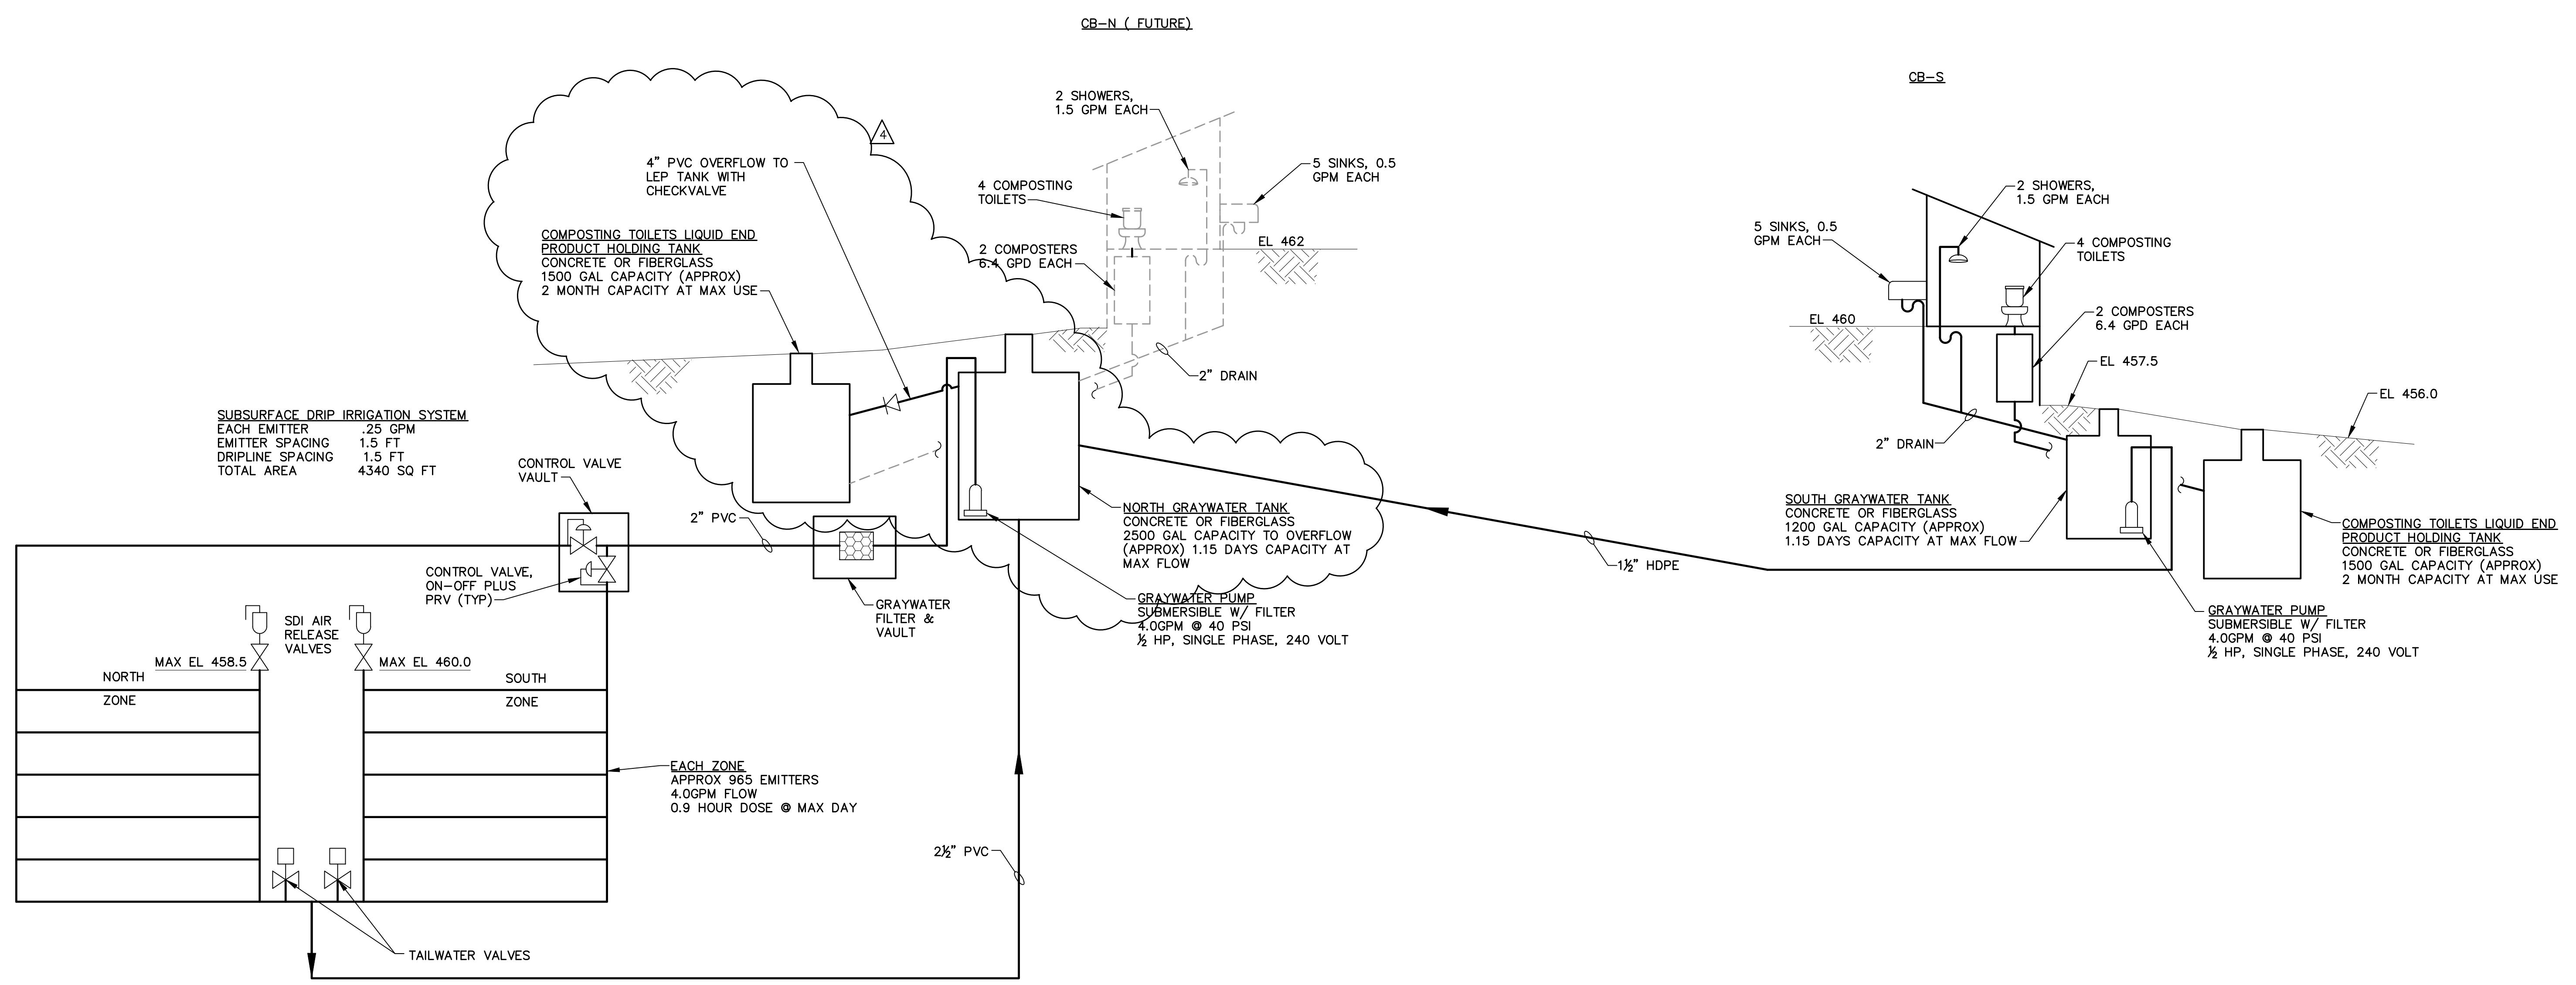 CB-N ( FUTURE)
CB-S
2 SHOWERS,
1.5 GPM EACH
4
4" PVC OVERFLOW TO
LEP TANK WITH
CHECKVALVE
5 SINKS, 0.5
GPM EACH
4 COMPOSTING
TOILETS
COMPOSTING TOILETS LIQUID END
PRODUCT HOLDING TANK
CONCRETE OR FIBERGLASS
1500 GAL CAPACITY (APPROX)
2 MONTH CAPACITY AT MAX USE
2 COMPOSTERS
6.4 GPD EACH
EL 462
2" DRAIN
2 SHOWERS,
1.5 GPM EACH
5 SINKS, 0.5
GPM EACH
4 COMPOSTING
TOILETS
EL 460
2 COMPOSTERS
6.4 GPD EACH
EL 457.5
EL 456.0
2" DRAIN
SUBSURFACE DRIP IRRIGATION SYSTEM
EACH EMITTER .25 GPM
EMITTER SPACING 1.5 FT
DRIPLINE SPACING 1.5 FT
TOTAL AREA 4340 SQ FT
CONTROL VALVE
VAULT
2" PVC
NORTH GRAYWATER TANK
CONCRETE OR FIBERGLASS
2500 GAL CAPACITY TO OVERFLOW
(APPROX) 1.15 DAYS CAPACITY AT
MAX FLOW
SOUTH GRAYWATER TANK
CONCRETE OR FIBERGLASS
1200 GAL CAPACITY (APPROX)
1.15 DAYS CAPACITY AT MAX FLOW
COMPOSTING TOILETS LIQUID END
PRODUCT HOLDING TANK
CONCRETE OR FIBERGLASS
1500 GAL CAPACITY (APPROX)
2 MONTH CAPACITY AT MAX USE
1½" HDPE
CONTROL VALVE,
ON-OFF PLUS
PRV (TYP)
GRAYWATER
FILTER &
VAULT
GRAYWATER PUMP
SUBMERSIBLE W/ FILTER
4.0GPM @ 40 PSI
½ HP, SINGLE PHASE, 240 VOLT
GRAYWATER PUMP
SUBMERSIBLE W/ FILTER
4.0GPM @ 40 PSI
½ HP, SINGLE PHASE, 240 VOLT
SDI AIR
RELEASE
VALVES
MAX EL 458.5
MAX EL 460.0
NORTH
ZONE
SOUTH
ZONE
EACH ZONE
APPROX 965 EMITTERS
4.0GPM FLOW
0.9 HOUR DOSE @ MAX DAY
2½" PVC
TAILWATER VALVES